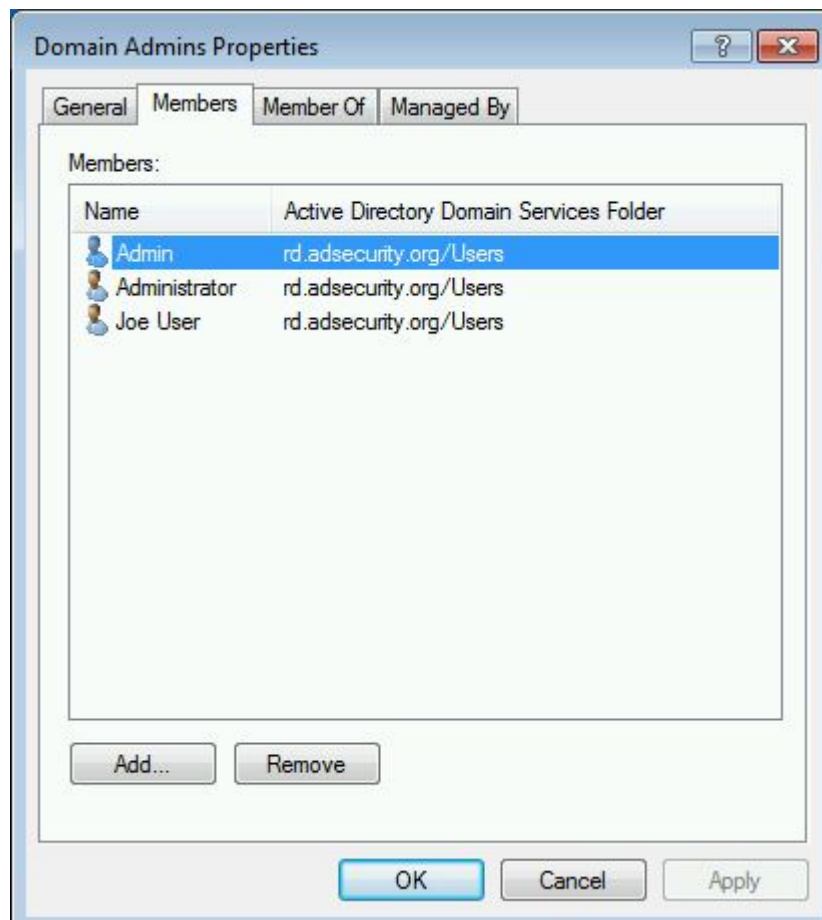 Domain Admins Properties
General Members Member Of Managed By
Members:
Name Active Directory Domain Services Folder
Admin rd.adsecurity.org/Users
Administrator rd.adsecurity.org/Users
Joe User rd.adsecurity.org/Users
Add... Remove
OK Cancel Apply